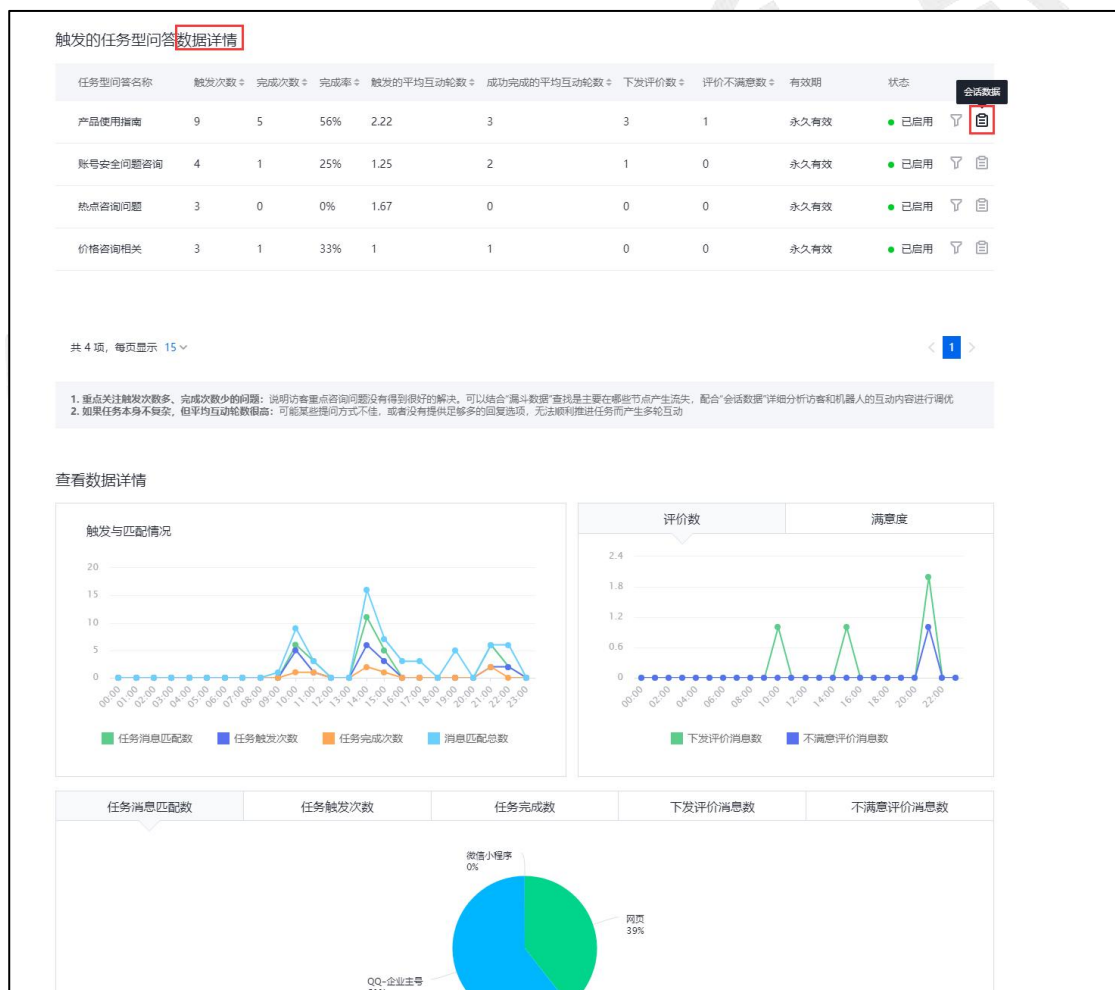 触发的任务型问答数据详情
任务型问答名称 触发次数 完成次数 完成率 触发的平均互动轮数 成功完成的平均互动轮数 下发评价数 评价不满意数 有效期 状态
会话数据
产品使用指南 9 5 56% 2.22 3 3 1 永久有效 已启用
账号安全问题咨询 4 1 25% 1.25 2 1 0 永久有效 已启用
热点咨询问题 3 0 0% 1.67 0 0 0 永久有效 已启用
价格咨询相关 3 1 33% 1 1 0 0 永久有效 已启用
共 4 项，每页显示 15
1
1. 重点关注触发次数多、完成次数少的问题：说明访客重点咨询问题没有得到很好的解决。可以结合“漏斗数据”查找是主要在哪些节点产生流失，配合“会话数据”详细分析访客和机器人的互动内容进行调优
2. 如果任务本身不复杂，但平均互动轮数很高：可能某些提问方式不佳，或者没有提供足够多的回复选项，无法顺利推进任务而产生多轮互动
查看数据详情
触发与匹配情况
20
15
10
5
0
00:00 01:00 02:00 03:00 04:00 05:00 06:00 07:00 08:00 09:00 10:00 11:00 12:00 13:00 14:00 15:00 16:00 17:00 18:00 19:00 20:00 21:00 22:00 23:00
任务消息匹配数 任务触发次数 任务完成次数 消息匹配总数
评价数 满意度
2.4
1.8
1.2
0.6
0
00:00 02:00 04:00 06:00 08:00 10:00 12:00 14:00 16:00 18:00 20:00 22:00
下发评价消息数 不满意评价消息数
任务消息匹配数 任务触发次数 任务完成数 下发评价消息数 不满意评价消息数
微信小程序
0%
网页
39%
QQ-企业主号